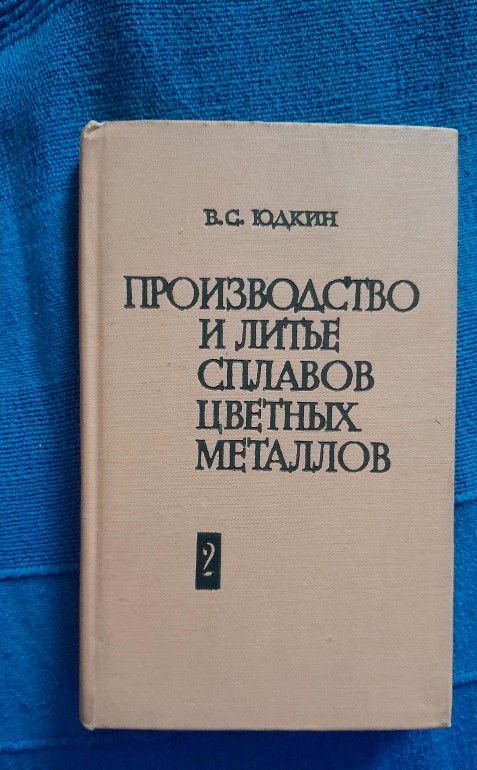 В.С. ЮДКИН
ПРОИЗВОДСТВО
И ЛИТЬЕ
СПЛАВОВ
ЦВЕТНЫХ
МЕТАЛЛОВ
2